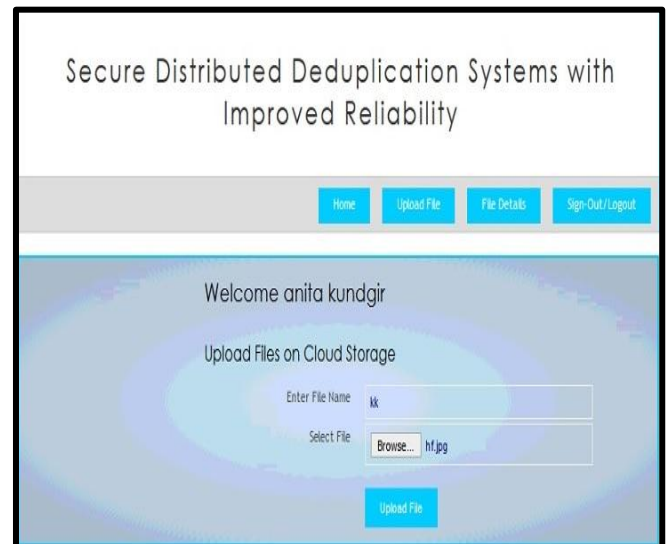 Secure Distributed Deduplication Systems with
Improved Reliability
Home Upload File File Details Sign-Out/Logout
Welcome anita kundgir
Upload Files on Cloud Storage
Enter File Name kk
Select File Browse... hf.jpg
Upload File